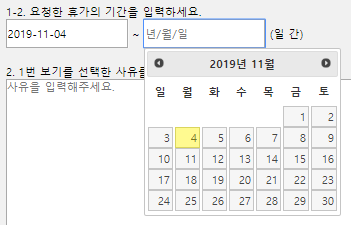 1-2. 요청한 휴가의 기간을 입력하세요.
2019-11-04 ~ 년/월/일 (일 간)
2019년 11월
일 월 화 수 목 금 토
1 2
3 4 5 6 7 8 9
10 11 12 13 14 15 16
17 18 19 20 21 22 23
24 25 26 27 28 29 30
2. 1번 보기를 선택한 사유를
사유을 입력해주세요.